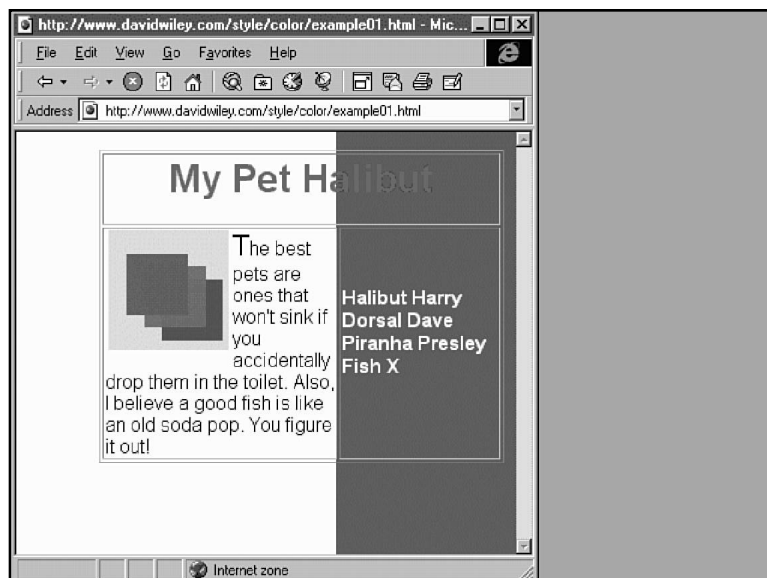 http://www.davidwiley.com/style/color/example01.html - Mic...
File Edit View Go Favorites Help
Address http://www.davidwiley.com/style/color/example01.html
My Pet Halibut
The best
pets are
ones that
won't sink if
you
accidentally
drop them in the toilet. Also,
I believe a good fish is like
an old soda pop. You figure
it out!
Halibut Harry
Dorsal Dave
Piranha Presley
Fish X
Internet zone